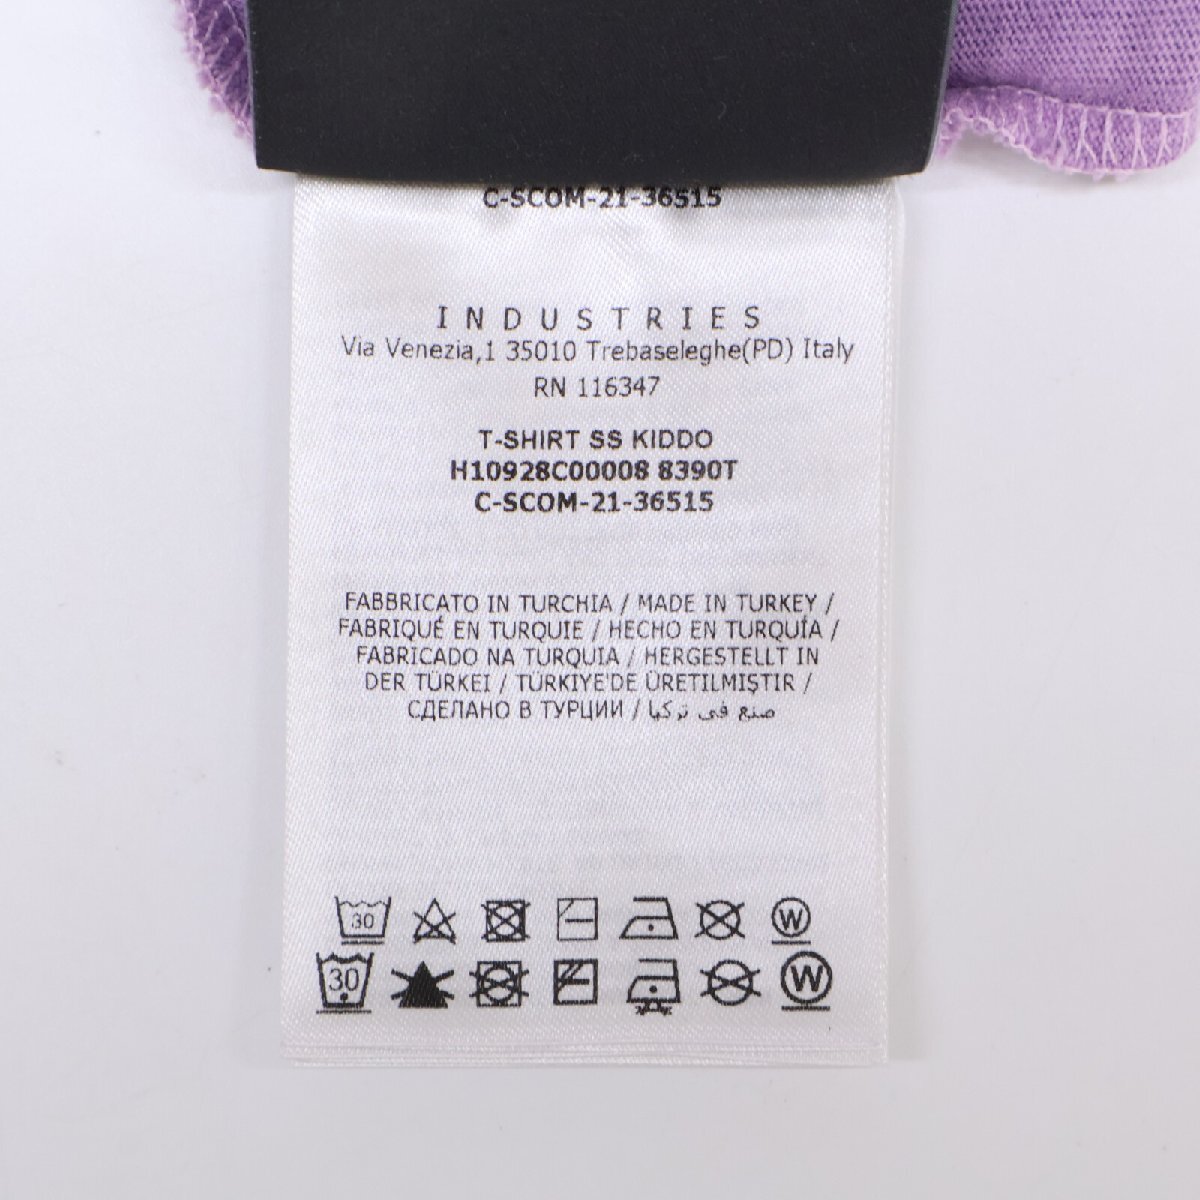 C-SCOM-21-36515
INDUSTRIES
Via Venezia,1 35010 Trebaseleghe(PD) Italy
RN 116347
T-SHIRT SS KIDDO
H10928C00008 8390T
C-SCOM-21-36515
FABBRICATO IN TURCHIA / MADE IN TURKEY /
FABRIQUÉ EN TURQUIE / HECHO EN TURQUÍA /
FABRICADO NA TURQUIA / HERGESTELLT IN
DER TÜRKEI / TÜRKIYE'DE ÜRETILMIŞTIR /
СДЕЛАНО В ТУРЦИИ / صنع في تركيا
30 W
30 W